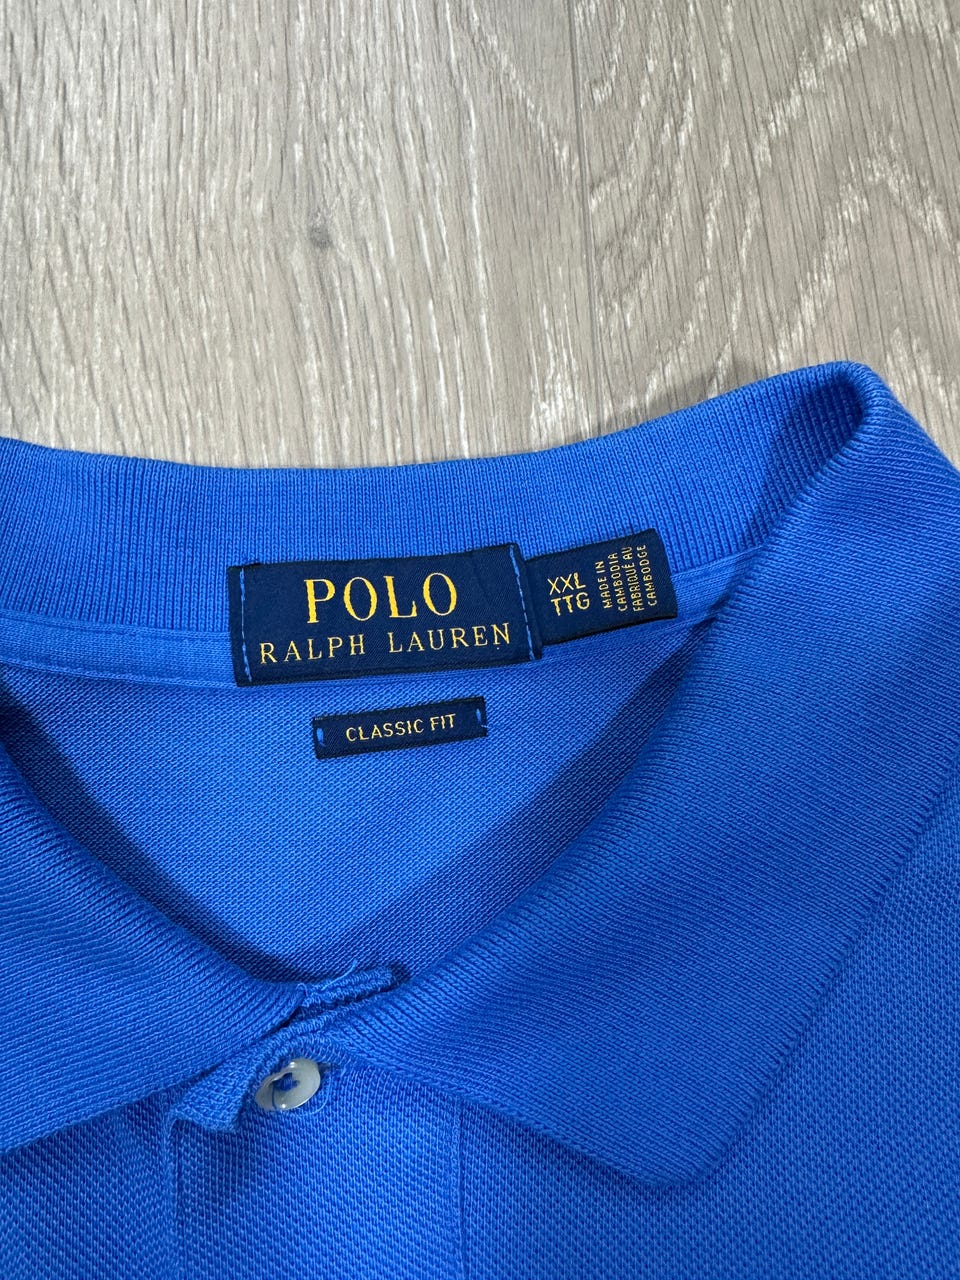 POLO
RALPH LAUREN
XXL
TTG
MADE IN
CAMBODIA
FABRIQUÉ AU
CAMBODGE
CLASSIC FIT